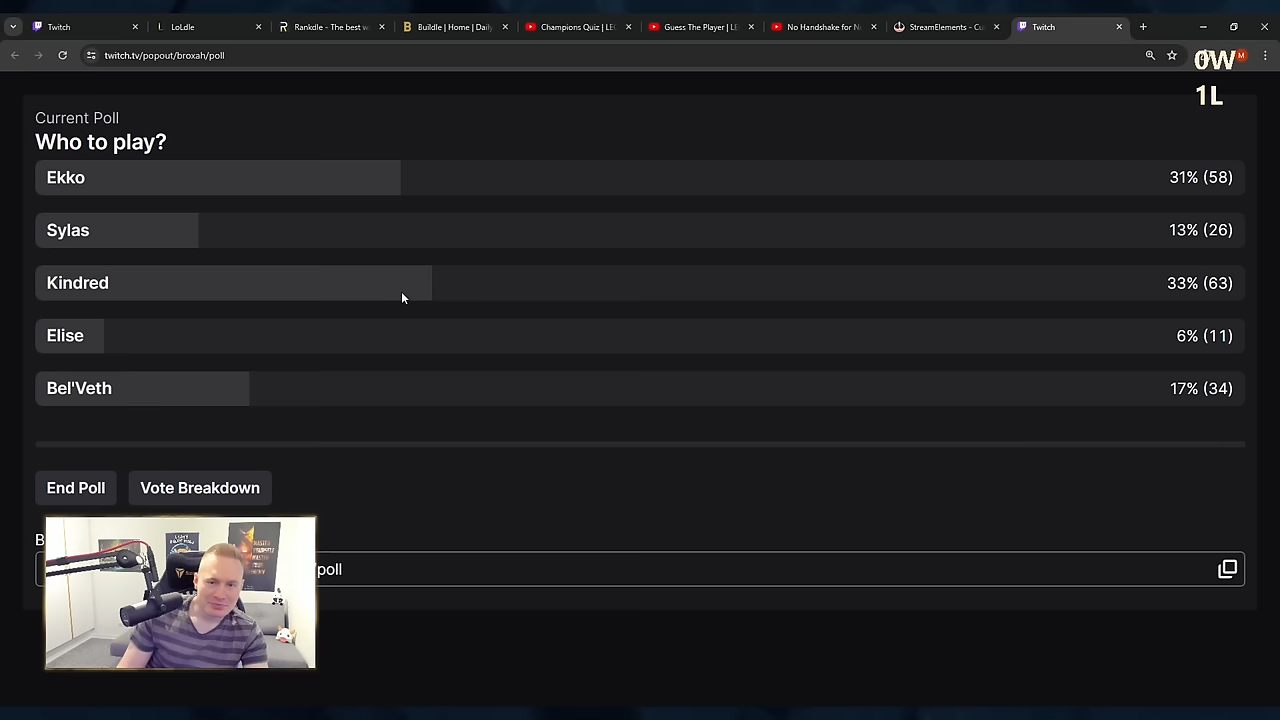 Twitch
LoLdle
Rankdle - The best w
Buildle | Home | Daily
Champions Quiz | LEC
Guess The Player | LE
No Handshake for N
StreamElements - Cu
Twitch
twitch.tv/popout/broxah/poll
M
0W
1L
Current Poll
Who to play?
Ekko 31% (58)
Sylas 13% (26)
Kindred 33% (63)
Elise 6% (11)
Bel'Veth 17% (34)
End Poll Vote Breakdown
B
/poll